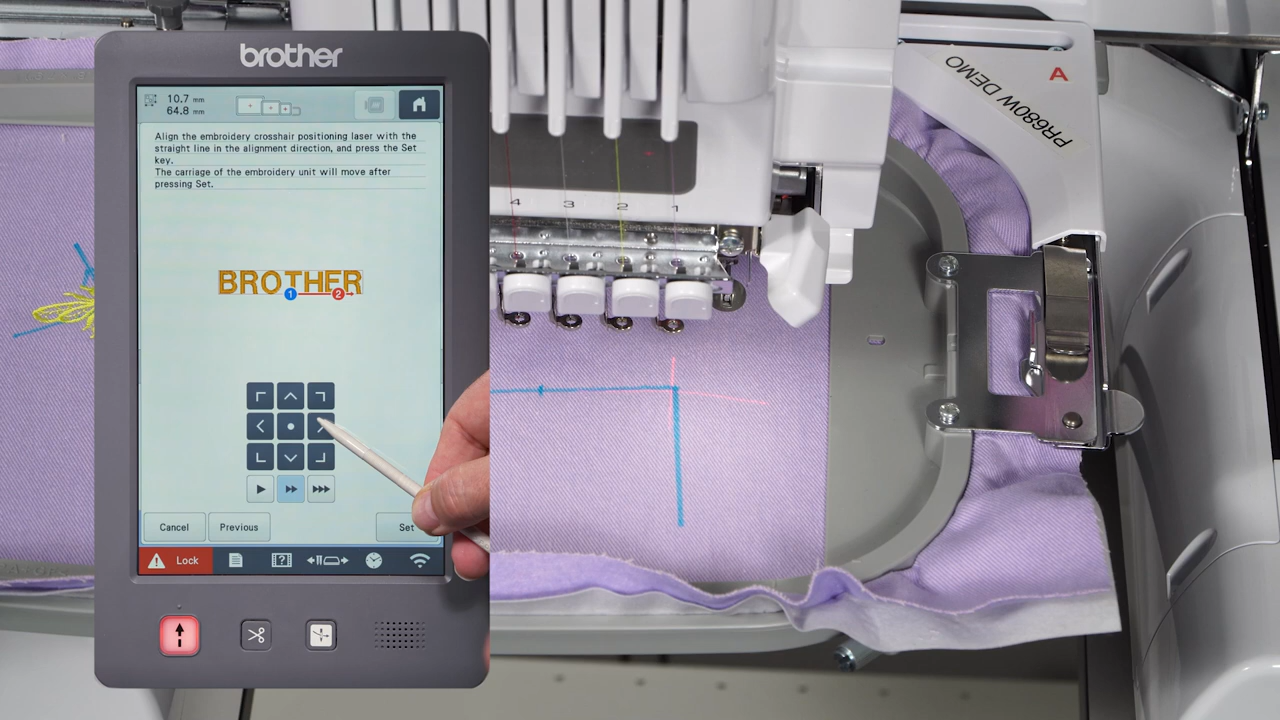 brother
10.7 mm
64.8 mm
Align the embroidery crosshair positioning laser with the
straight line in the alignment direction, and press the Set
key.
The carriage of the embroidery unit will move after
pressing Set.
BROTHER
1
2
Cancel
Previous
Set
Lock
4
3
2
1
A
PR680W DEMO